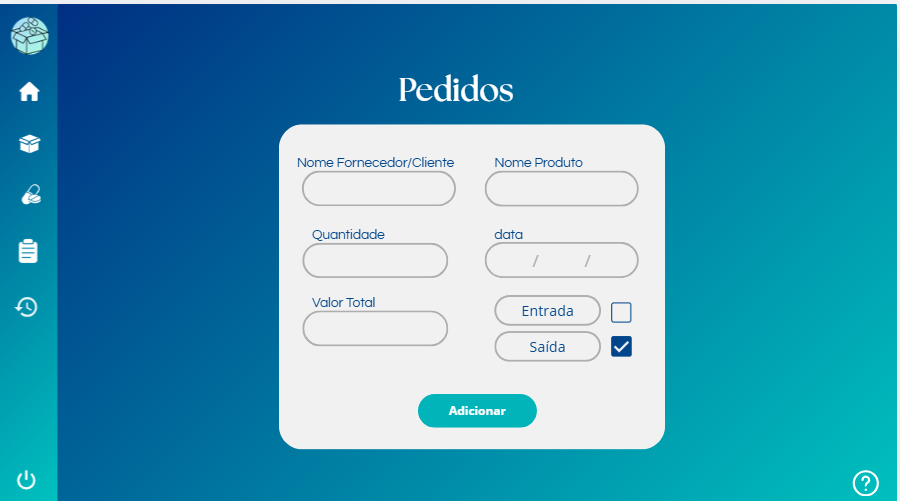 Pedidos
Nome Fornecedor/Cliente
Nome Produto
Quantidade
data
/ /
Valor Total
Entrada
Saída
Adicionar
?